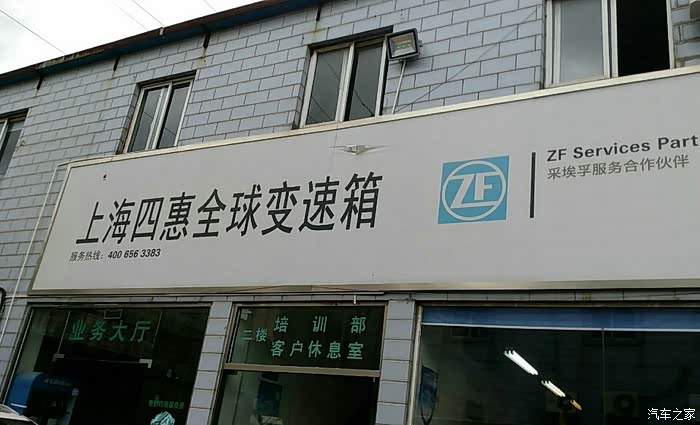 上海四惠全球变速箱
服务热线：400 656 3383
ZF
ZF Services Part
采埃孚服务合作伙伴
业务大厅
二楼 培训部
客户休息室
汽车之家